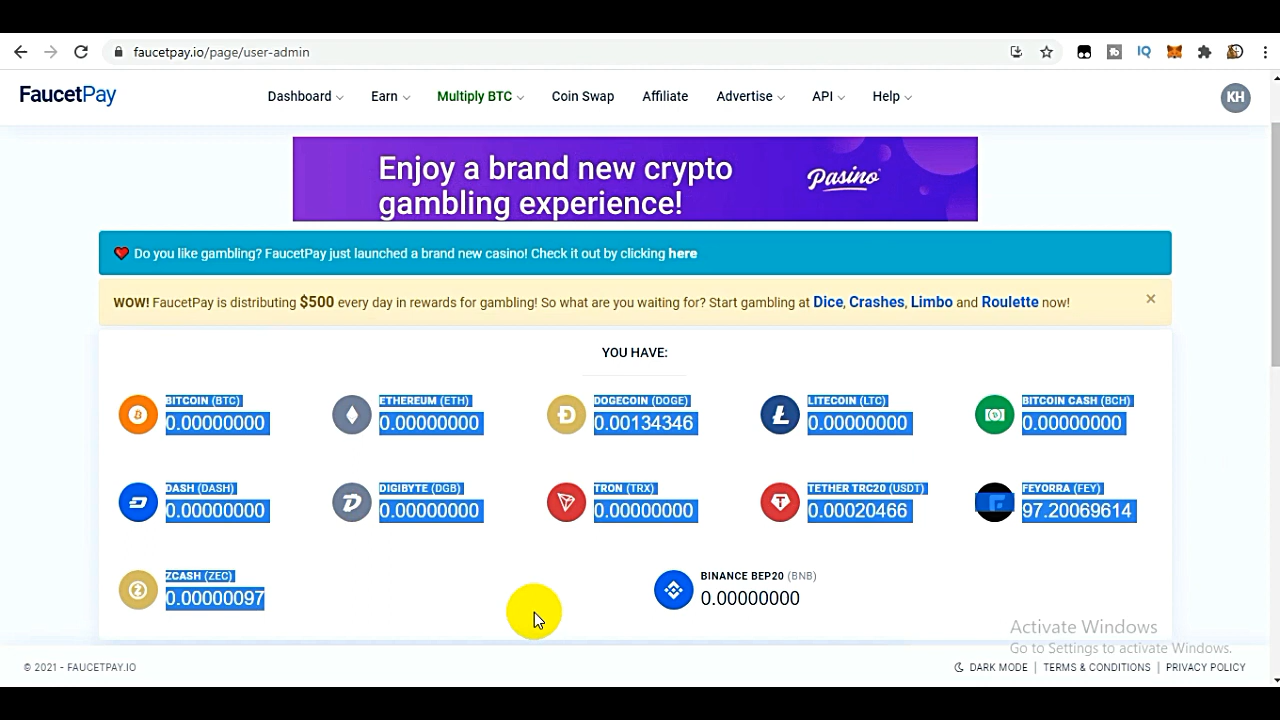 faucetpay.io/page/user-admin
FaucetPay
Dashboard Earn Multiply BTC Coin Swap Affiliate Advertise API Help KH
Enjoy a brand new crypto
gambling experience!
Pasino
Do you like gambling? FaucetPay just launched a brand new casino! Check it out by clicking here
WOW! FaucetPay is distributing $500 every day in rewards for gambling! So what are you waiting for? Start gambling at Dice, Crashes, Limbo and Roulette now! ×
YOU HAVE:
BITCOIN (BTC) ETHEREUM (ETH) DOGECOIN (DOGE) LITECOIN (LTC) BITCOIN CASH (BCH)
0.00000000 0.00000000 0.00134346 0.00000000 0.00000000
DASH (DASH) DIGIBYTE (DGB) TRON (TRX) TETHER TRC20 (USDT) FEYORRA (FEY)
0.00000000 0.00000000 0.00000000 0.00020466 97.20069614
ZCASH (ZEC) BINANCE BEP20 (BNB)
0.00000097 0.00000000
Activate Windows
Go to Settings to activate Windows.
© 2021 - FAUCETPAY.IO DARK MODE | TERMS & CONDITIONS | PRIVACY POLICY